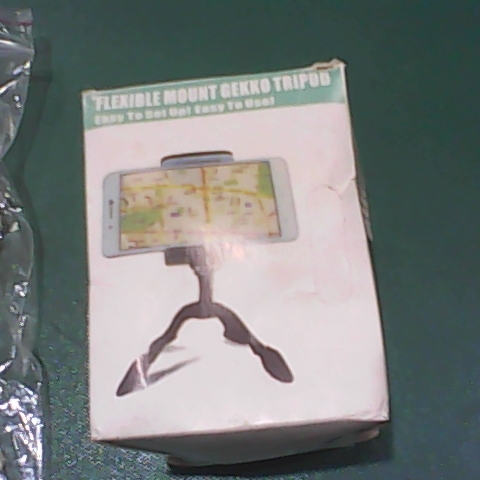 FLEXIBLE MOUNT GEKKO TRIPOD
Easy To Set Up! Easy To Use!